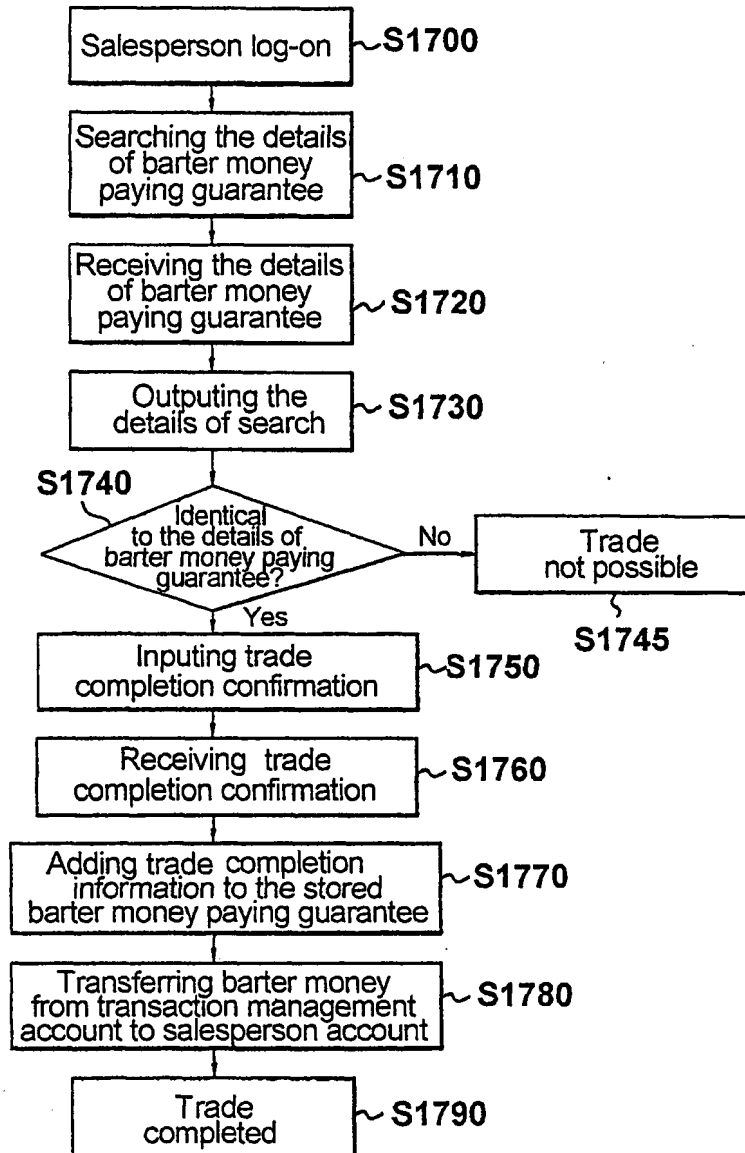 Salesperson log-on
S1700
Searching the details
of barter money
paying guarantee
S1710
Receiving the details
of barter money
paying guarantee
S1720
Outputing the
details of search
S1730
S1740
Identical
to the details of
barter money paying
guarantee?
No
Trade
not possible
S1745
Yes
Inputing trade
completion confirmation
S1750
Receiving trade
completion confirmation
S1760
Adding trade completion
information to the stored
barter money paying guarantee
S1770
Transferring barter money
from transaction management
account to salesperson account
S1780
Trade
completed
S1790